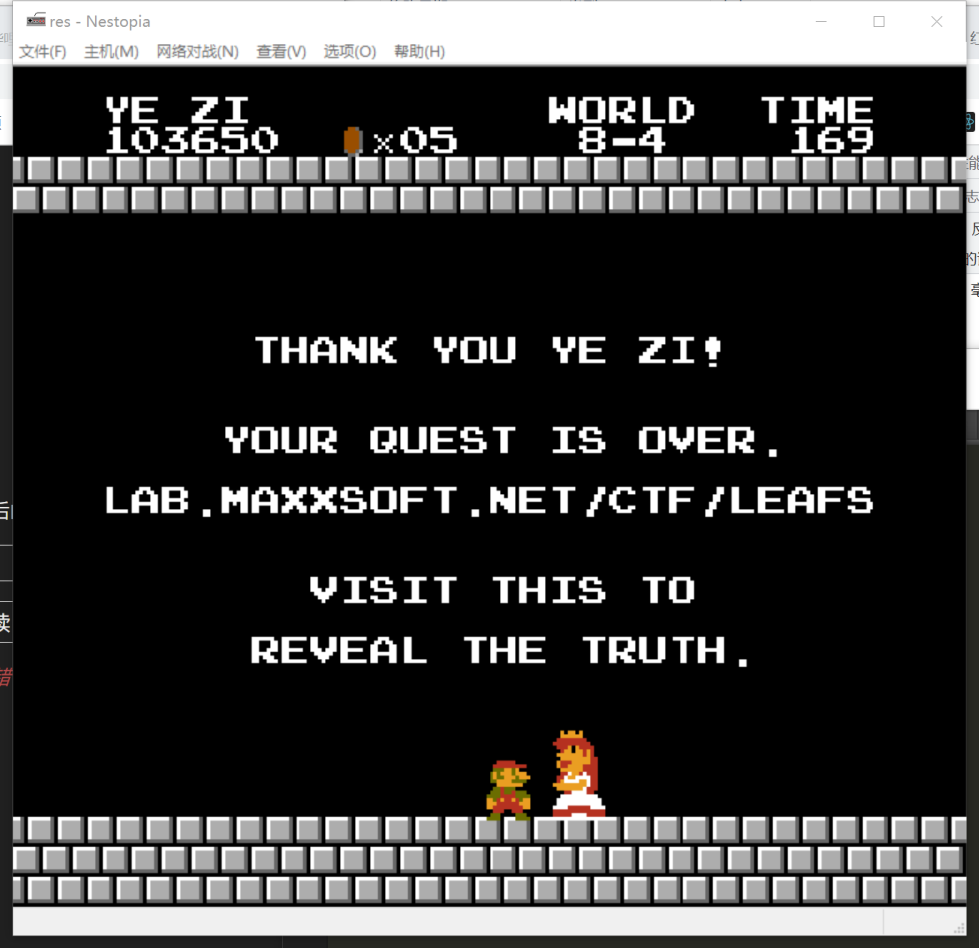 res - Nestopia
文件(F) 主机(M) 网络对战(N) 查看(V) 选项(O) 帮助(H)
YE ZI WORLD TIME
103650 ×05 8-4 169
THANK YOU YE ZI!
YOUR QUEST IS OVER.
LAB.MAXXSOFT.NET/CTF/LEAFS
VISIT THIS TO
REVEAL THE TRUTH.